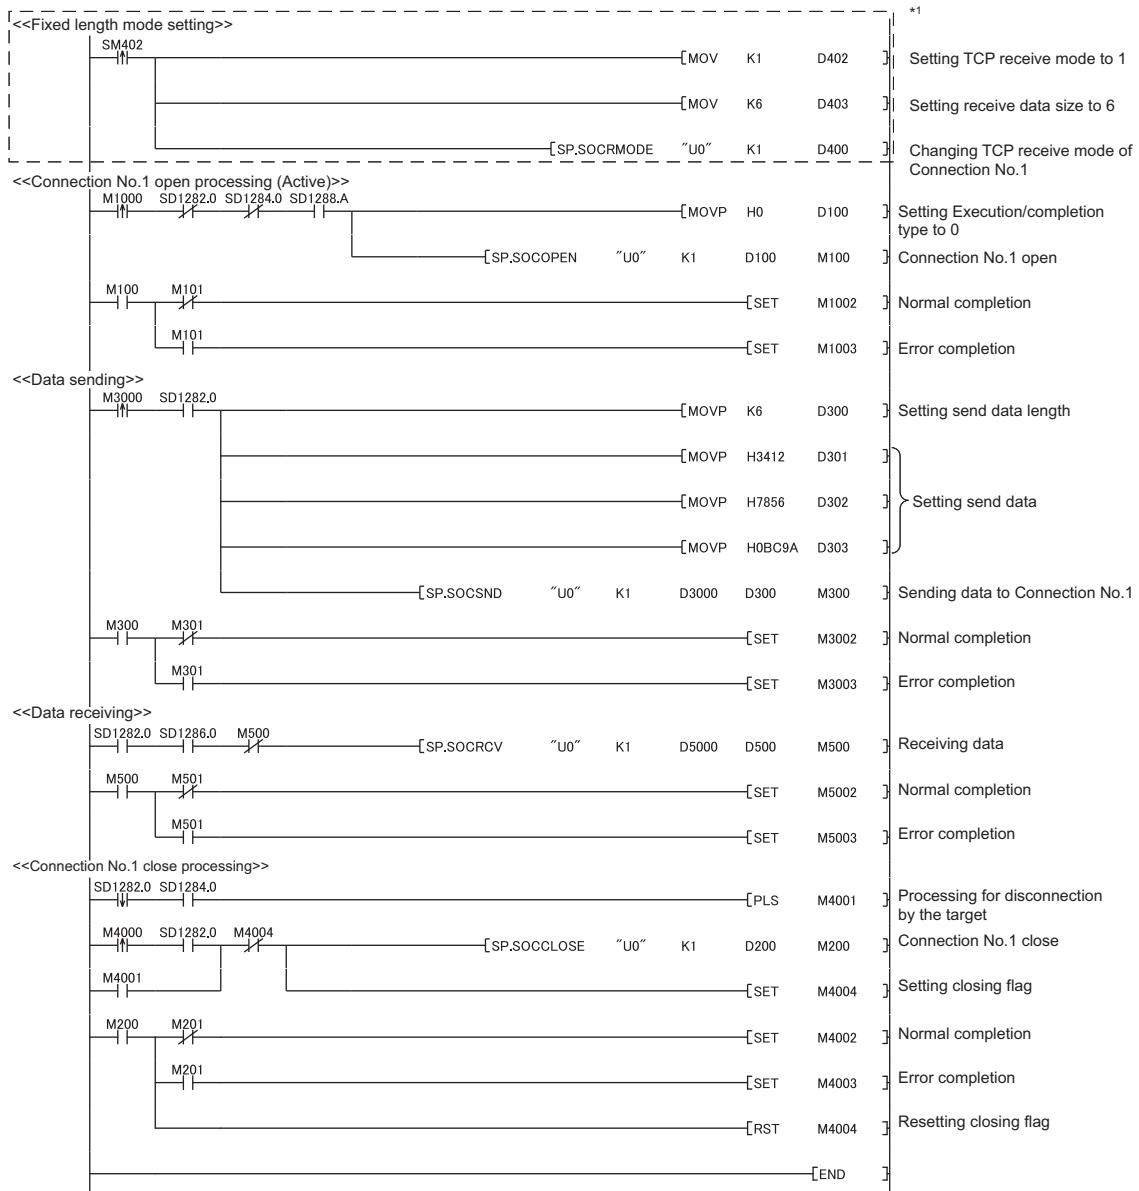 *1
<<Fixed length mode setting>>
SM402
MOV K1 D402 Setting TCP receive mode to 1
MOV K6 D403 Setting receive data size to 6
SP.SOCRMODE "U0" K1 D400 Changing TCP receive mode of
Connection No.1
<<Connection No.1 open processing (Active)>>
M1000 SD1282.0 SD1284.0 SD1288.A
MOVP H0 D100 Setting Execution/completion
type to 0
SP.SOCOPEN "U0" K1 D100 M100 Connection No.1 open
M100 M101
SET M1002 Normal completion
M101
SET M1003 Error completion
<<Data sending>>
M3000 SD1282.0
MOVP K6 D300 Setting send data length
MOVP H3412 D301
MOVP H7856 D302 Setting send data
MOVP H0BC9A D303
SP.SOCSND "U0" K1 D3000 D300 M300 Sending data to Connection No.1
M300 M301
SET M3002 Normal completion
M301
SET M3003 Error completion
<<Data receiving>>
SD1282.0 SD1286.0 M500
SP.SOCRCV "U0" K1 D5000 D500 M500 Receiving data
M500 M501
SET M5002 Normal completion
M501
SET M5003 Error completion
<<Connection No.1 close processing>>
SD1282.0 SD1284.0
PLS M4001 Processing for disconnection
by the target
M4000 SD1282.0 M4004
SP.SOCCLOSE "U0" K1 D200 M200 Connection No.1 close
M4001
SET M4004 Setting closing flag
M200 M201
SET M4002 Normal completion
M201
SET M4003 Error completion
RST M4004 Resetting closing flag
END